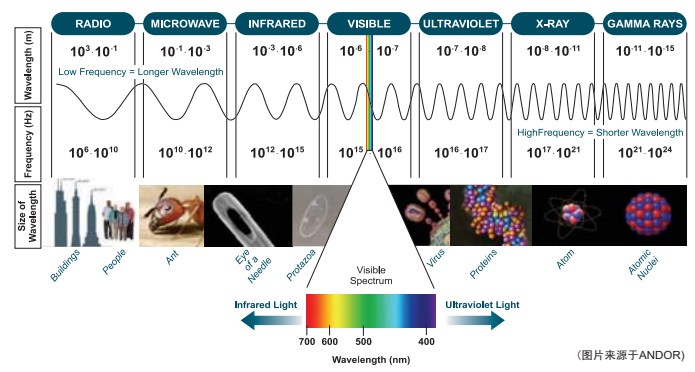 RADIO MICROWAVE INFRARED VISIBLE ULTRAVIOLET X-RAY GAMMA RAYS
Wavelength (m)
10³-10⁻¹ 10⁻¹-10⁻³ 10⁻³-10⁻⁶ 10⁻⁶ 10⁻⁷ 10⁻⁷-10⁻⁸ 10⁻⁸-10⁻¹¹ 10⁻¹¹-10⁻¹⁵
Low Frequency = Longer Wavelength
HighFrequency = Shorter Wavelength
Frequency (Hz)
10⁶-10¹⁰ 10¹⁰-10¹² 10¹²-10¹⁵ 10¹⁵ 10¹⁶ 10¹⁶-10¹⁷ 10¹⁷-10²¹ 10²¹-10²⁴
Size of
Wavelength
Buildings
People
Ant
Eye
of a
Needle
Protazoa
Virus
Proteins
Atom
Atomic
Nuclei
Visible
Spectrum
Infrared Light
Ultraviolet Light
700 600 500 400
Wavelength (nm)
(图片来源于ANDOR)